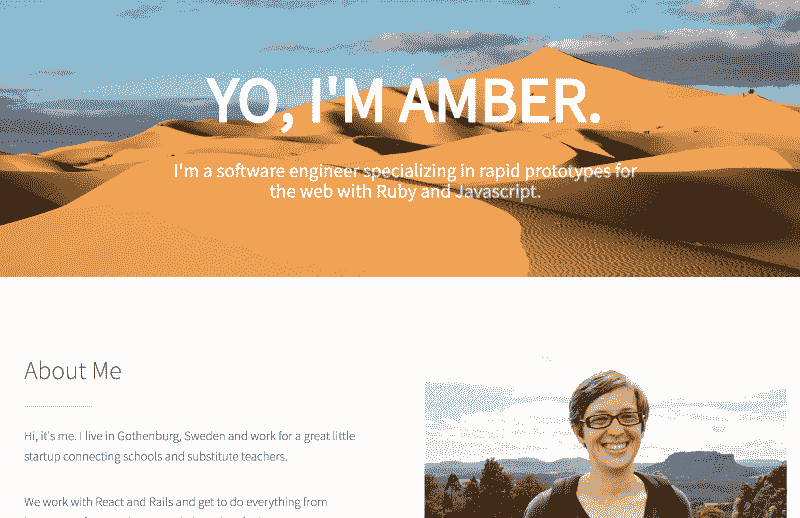 YO, I'M AMBER.
I'm a software engineer specializing in rapid prototypes for
the web with Ruby and Javascript.
About Me
Hi, it's me. I live in Gothenburg, Sweden and work for a great little
startup connecting schools and substitute teachers.
We work with React and Rails and get to do everything from